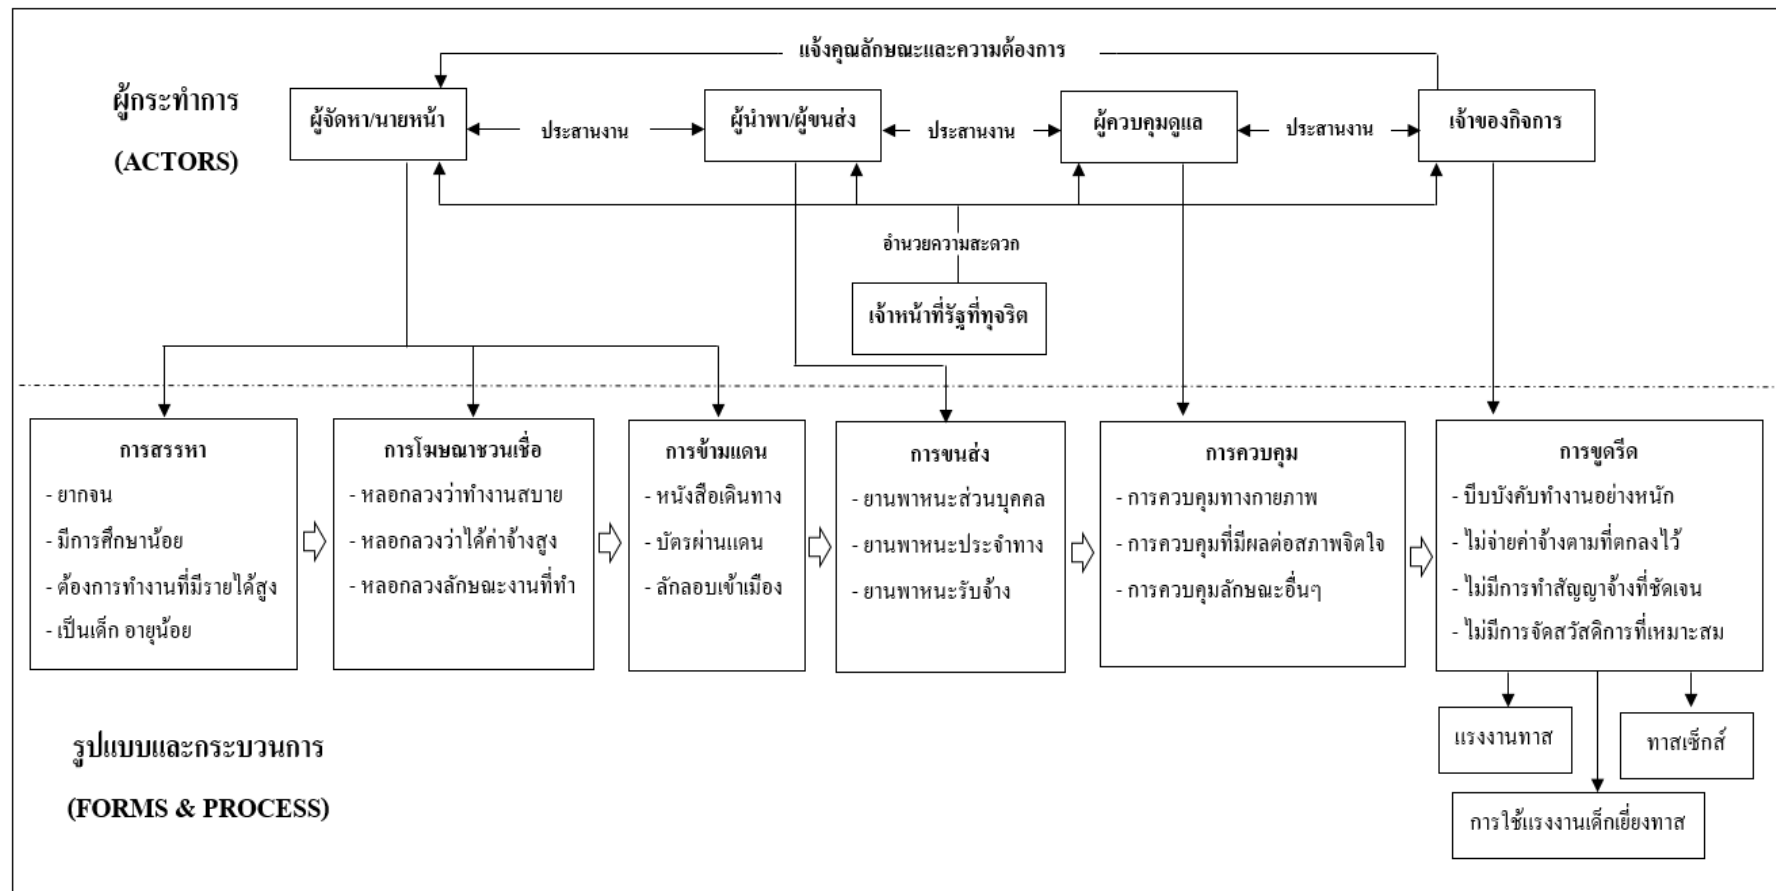 แจ้งคุณลักษณะและความต้องการ
ผู้กระทำการ
(ACTORS)
ผู้จัดหา/นายหน้า
ประสานงาน
ผู้นำพา/ผู้ขนส่ง
ประสานงาน
ผู้ควบคุมดูแล
ประสานงาน
เจ้าของกิจการ
อำนวยความสะดวก
เจ้าหน้าที่รัฐที่ทุจริต
การสรรหา
- ยากจน
- มีการศึกษาน้อย
- ต้องการทำงานที่มีรายได้สูง
- เป็นเด็ก อายุน้อย
การโฆษณาชวนเชื่อ
- หลอกลวงว่าทำงานสบาย
- หลอกลวงว่าได้ค่าจ้างสูง
- หลอกลวงลักษณะงานที่ทำ
การข้ามแดน
- หนังสือเดินทาง
- บัตรผ่านแดน
- ลักลอบเข้าเมือง
การขนส่ง
- ยานพาหนะส่วนบุคคล
- ยานพาหนะประจำทาง
- ยานพาหนะรับจ้าง
การควบคุม
- การควบคุมทางกายภาพ
- การควบคุมที่มีผลต่อสภาพจิตใจ
- การควบคุมลักษณะอื่นๆ
การขูดรีด
- บีบบังคับทำงานอย่างหนัก
- ไม่จ่ายค่าจ้างตามที่ตกลงไว้
- ไม่มีการทำสัญญาจ้างที่ชัดเจน
- ไม่มีการจัดสวัสดิการที่เหมาะสม
แรงงานทาส
ทาสเซ็กส์
การใช้แรงงานเด็กเยี่ยงทาส
รูปแบบและกระบวนการ
(FORMS & PROCESS)